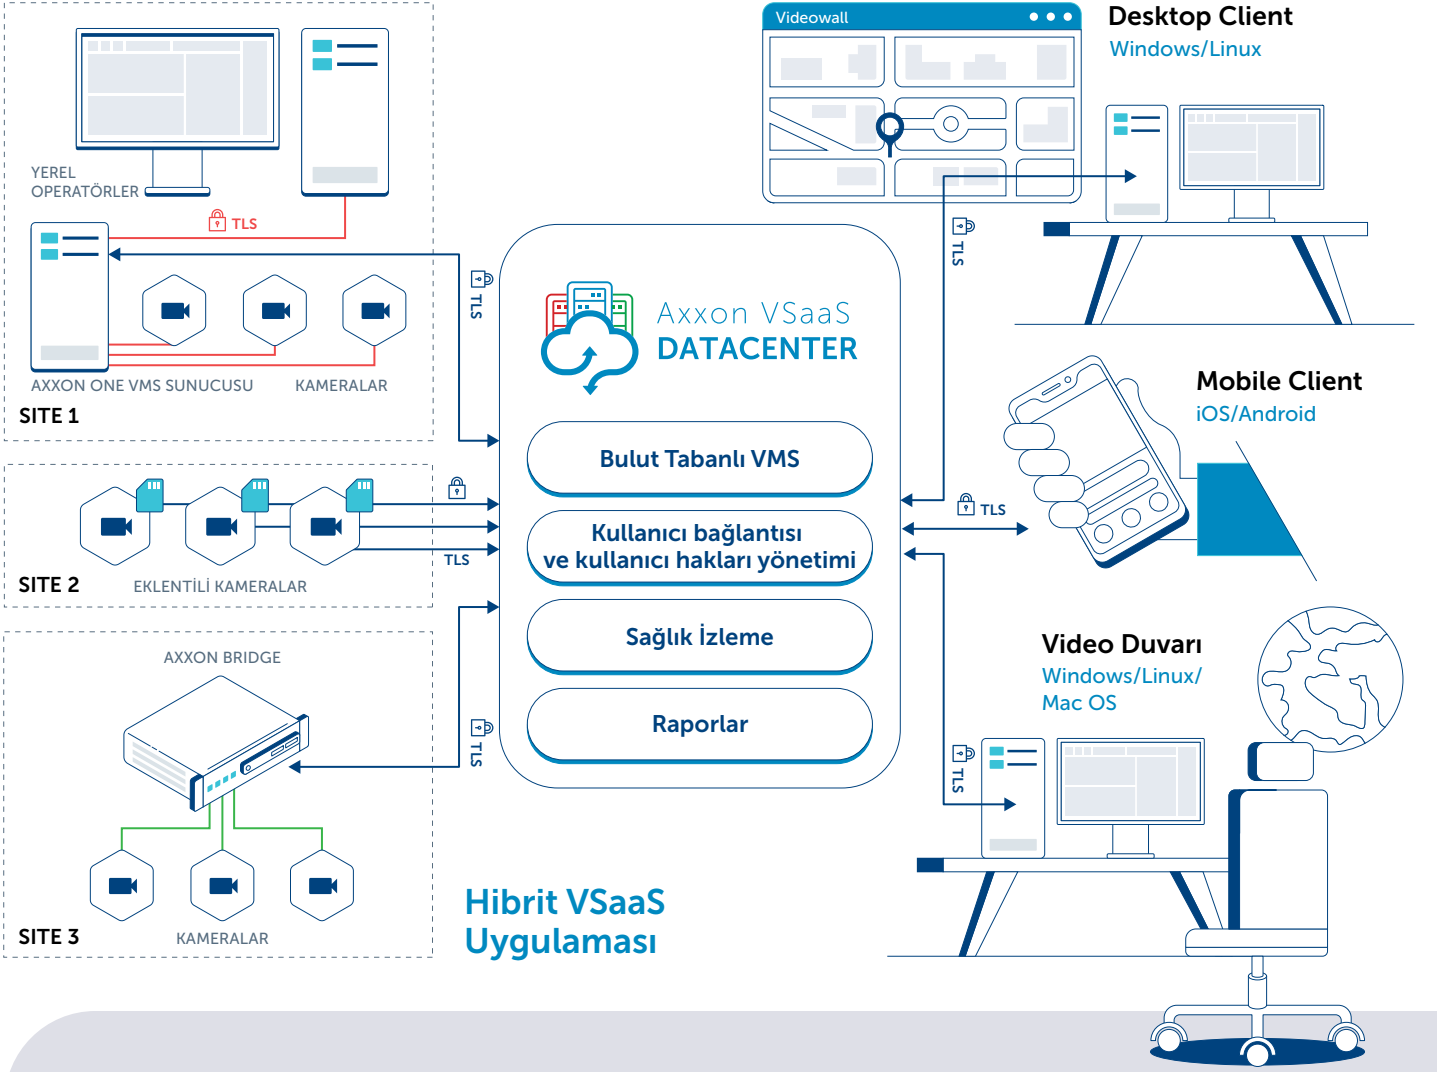 YEREL
OPERATÖRLER
TLS
AXXON ONE VMS SUNUCUSU
KAMERALAR
SITE 1
TLS
TLS
SITE 2
EKLENTİLİ KAMERALAR
AXXON BRIDGE
TLS
SITE 3
KAMERALAR
Axxon VSaaS
DATACENTER
Bulut Tabanlı VMS
Kullanıcı bağlantısı
ve kullanıcı hakları yönetimi
Sağlık İzleme
Raporlar
Hibrit VSaaS
Uygulaması
Videowall
Desktop Client
Windows/Linux
TLS
Mobile Client
iOS/Android
TLS
Video Duvarı
Windows/Linux/
Mac OS
TLS